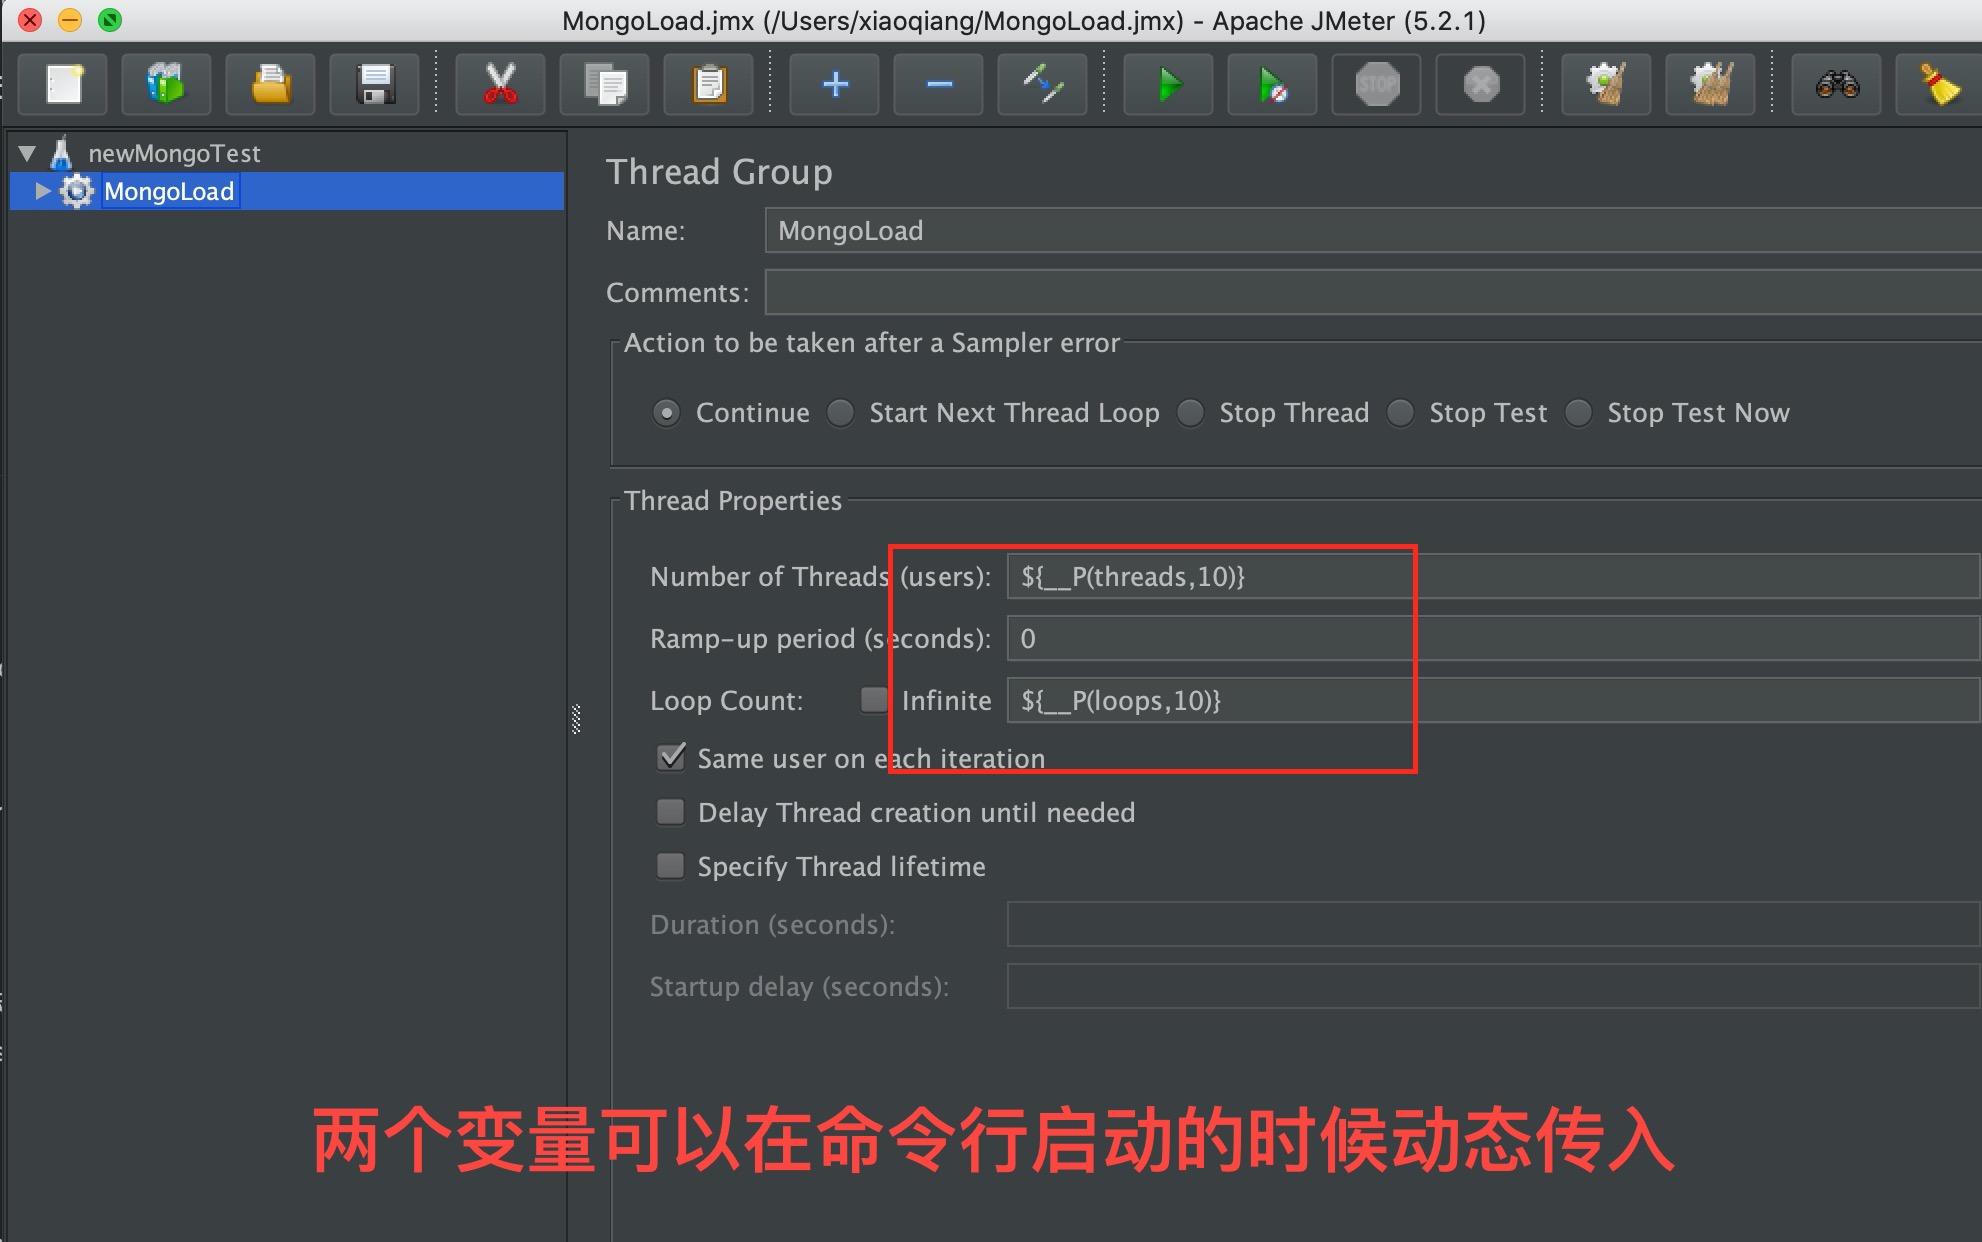 MongoLoad.jmx (/Users/xiaoqiang/MongoLoad.jmx) - Apache JMeter (5.2.1)
STOP
newMongoTest
MongoLoad
Thread Group
Name: MongoLoad
Comments:
Action to be taken after a Sampler error
Continue Start Next Thread Loop Stop Thread Stop Test Stop Test Now
Thread Properties
Number of Threads (users): ${__P(threads,10)}
Ramp-up period (seconds): 0
Loop Count: Infinite ${__P(loops,10)}
Same user on each iteration
Delay Thread creation until needed
Specify Thread lifetime
Duration (seconds):
Startup delay (seconds):
两个变量可以在命令行启动的时候动态传入